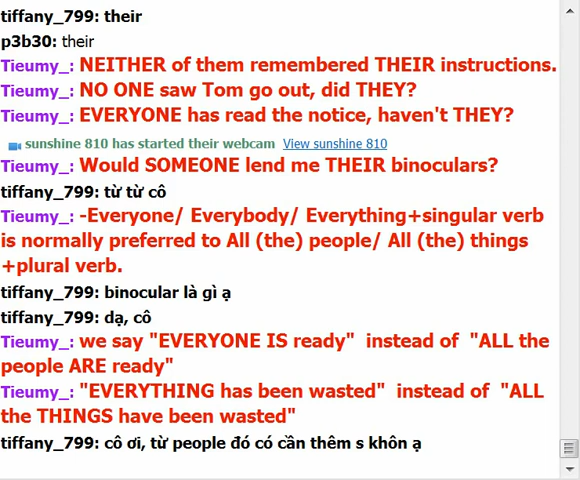 tiffany_799: their
p3b30: their
Tieumy_: NEITHER of them remembered THEIR instructions.
Tieumy_: NO ONE saw Tom go out, did THEY?
Tieumy_: EVERYONE has read the notice, haven't THEY?
sunshine 810 has started their webcam View sunshine 810
Tieumy_: Would SOMEONE lend me THEIR binoculars?
tiffany_799: từ từ cô
Tieumy_: -Everyone/ Everybody/ Everything+singular verb
is normally preferred to All (the) people/ All (the) things
+plural verb.
tiffany_799: binocular là gì ạ
tiffany_799: dạ, cô
Tieumy_: we say "EVERYONE IS ready" instead of "ALL the
people ARE ready"
Tieumy_: "EVERYTHING has been wasted" instead of "ALL
the THINGS have been wasted"
tiffany_799: cô ơi, từ people đó có cần thêm s khôn ạ